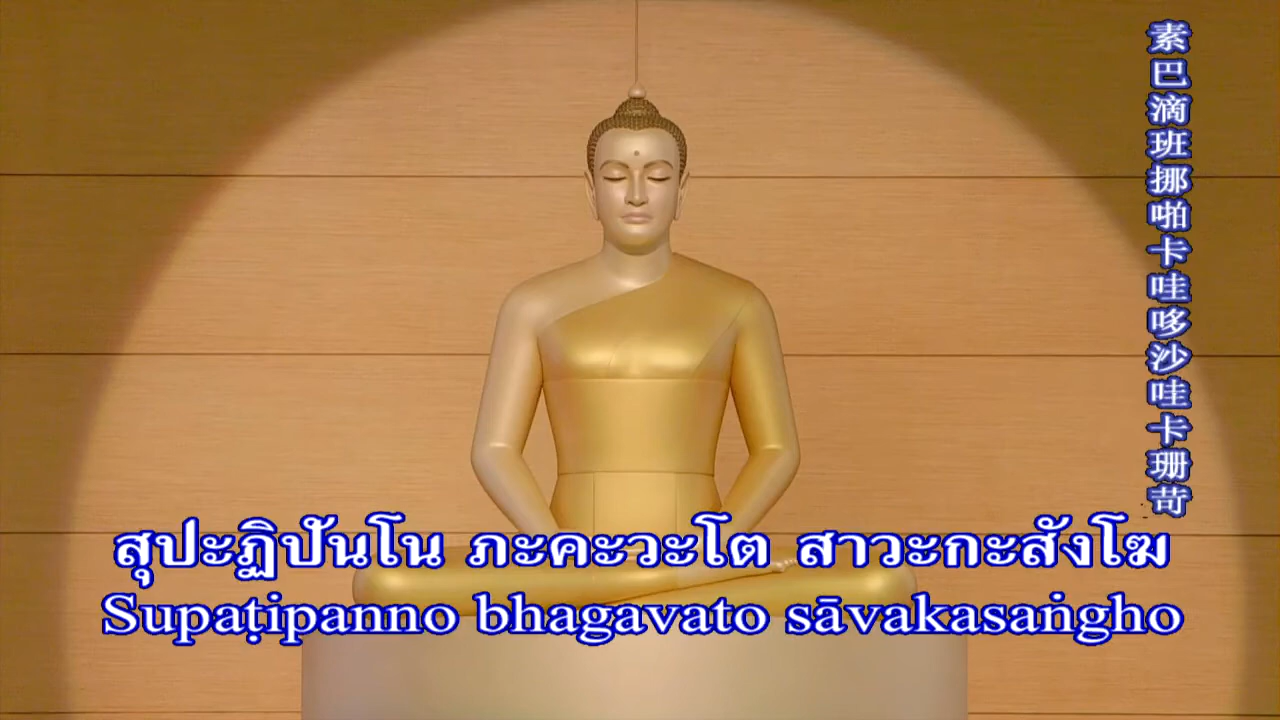 素巴滴班挪啪卡哇哆沙哇卡珊苛
สุปะฏิปันโน ภะคะวะโต สาวะกะสังโฆ
Supaṭipanno bhagavato sāvakasaṅgho